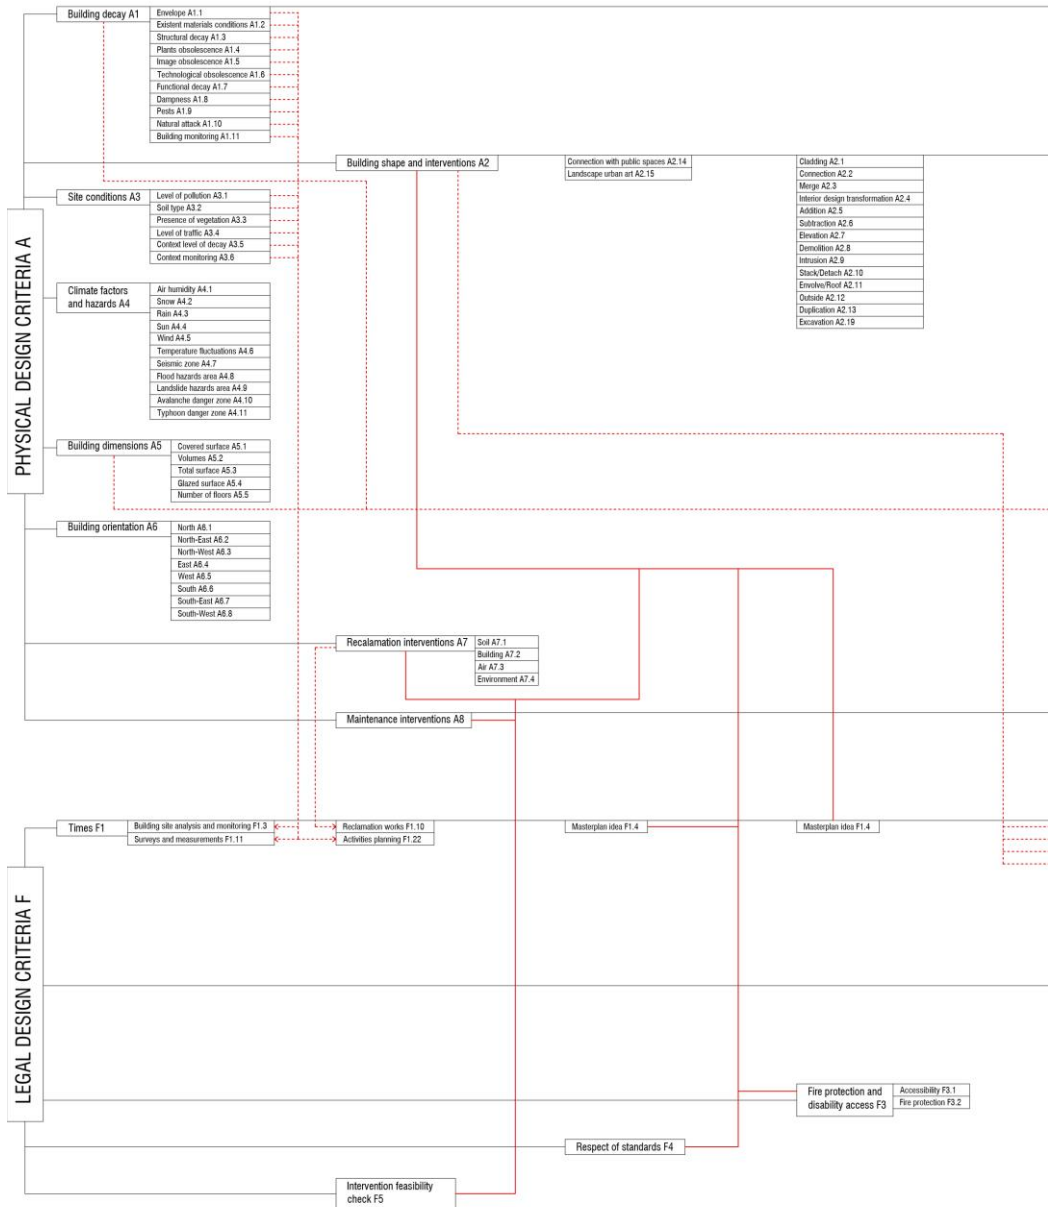 PHYSICAL DESIGN CRITERIA A
Building decay A1
Envelope A1.1
Existent materials conditions A1.2
Structural decay A1.3
Plants obsolescence A1.4
Image obsolescence A1.5
Technological obsolescence A1.6
Functional decay A1.7
Dampness A1.8
Pests A1.9
Natural attack A1.10
Building monitoring A1.11
Building shape and interventions A2
Connection with public spaces A2.14
Landscape urban art A2.15
Cladding A2.1
Connection A2.2
Merge A2.3
Interior design transformation A2.4
Addition A2.5
Subtraction A2.6
Elevation A2.7
Demolition A2.8
Intrusion A2.9
Stack/Detach A2.10
Envolve/Roof A2.11
Outside A2.12
Duplication A2.13
Excavation A2.19
Site conditions A3
Level of pollution A3.1
Soil type A3.2
Presence of vegetation A3.3
Level of traffic A3.4
Context level of decay A3.5
Context monitoring A3.6
Climate factors
and hazards A4
Air humidity A4.1
Snow A4.2
Rain A4.3
Sun A4.4
Wind A4.5
Temperature fluctuations A4.6
Seismic zone A4.7
Flood hazards area A4.8
Landslide hazards area A4.9
Avalanche danger zone A4.10
Typhoon danger zone A4.11
Building dimensions A5
Covered surface A5.1
Volumes A5.2
Total surface A5.3
Glazed surface A5.4
Number of floors A5.5
Building orientation A6
North A6.1
North-East A6.2
North-West A6.3
East A6.4
West A6.5
South A6.6
South-East A6.7
South-West A6.8
Recalamation interventions A7
Soil A7.1
Building A7.2
Air A7.3
Environment A7.4
Maintenance interventions A8
LEGAL DESIGN CRITERIA F
Times F1
Building site analysis and monitoring F1.3
Surveys and measurements F1.11
Reclamation works F1.10
Activities planning F1.22
Masterplan idea F1.4
Masterplan idea F1.4
Fire protection and
disability access F3
Accessibility F3.1
Fire protection F3.2
Respect of standards F4
Intervention feasibility
check F5